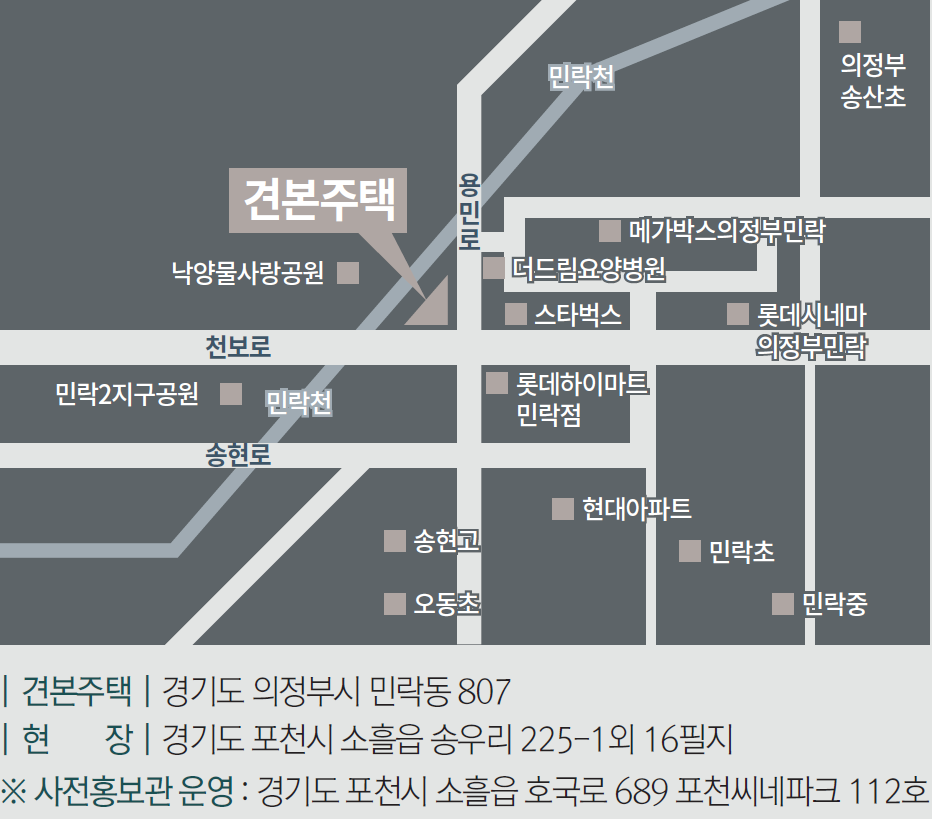 민락천
의정부
송산초
견본주택
용민로
메가박스의정부민락
낙양물사랑공원
더드림요양병원
스타벅스
롯데시네마
의정부민락
천보로
민락2지구공원
민락천
롯데하이마트
민락점
송현로
현대아파트
송현고
민락초
오동초
민락중
| 견본주택 | 경기도 의정부시 민락동 807
| 현 장 | 경기도 포천시 소흘읍 송우리 225-1외 16필지
※ 사전홍보관 운영 : 경기도 포천시 소흘읍 호국로 689 포천씨네파크 112호